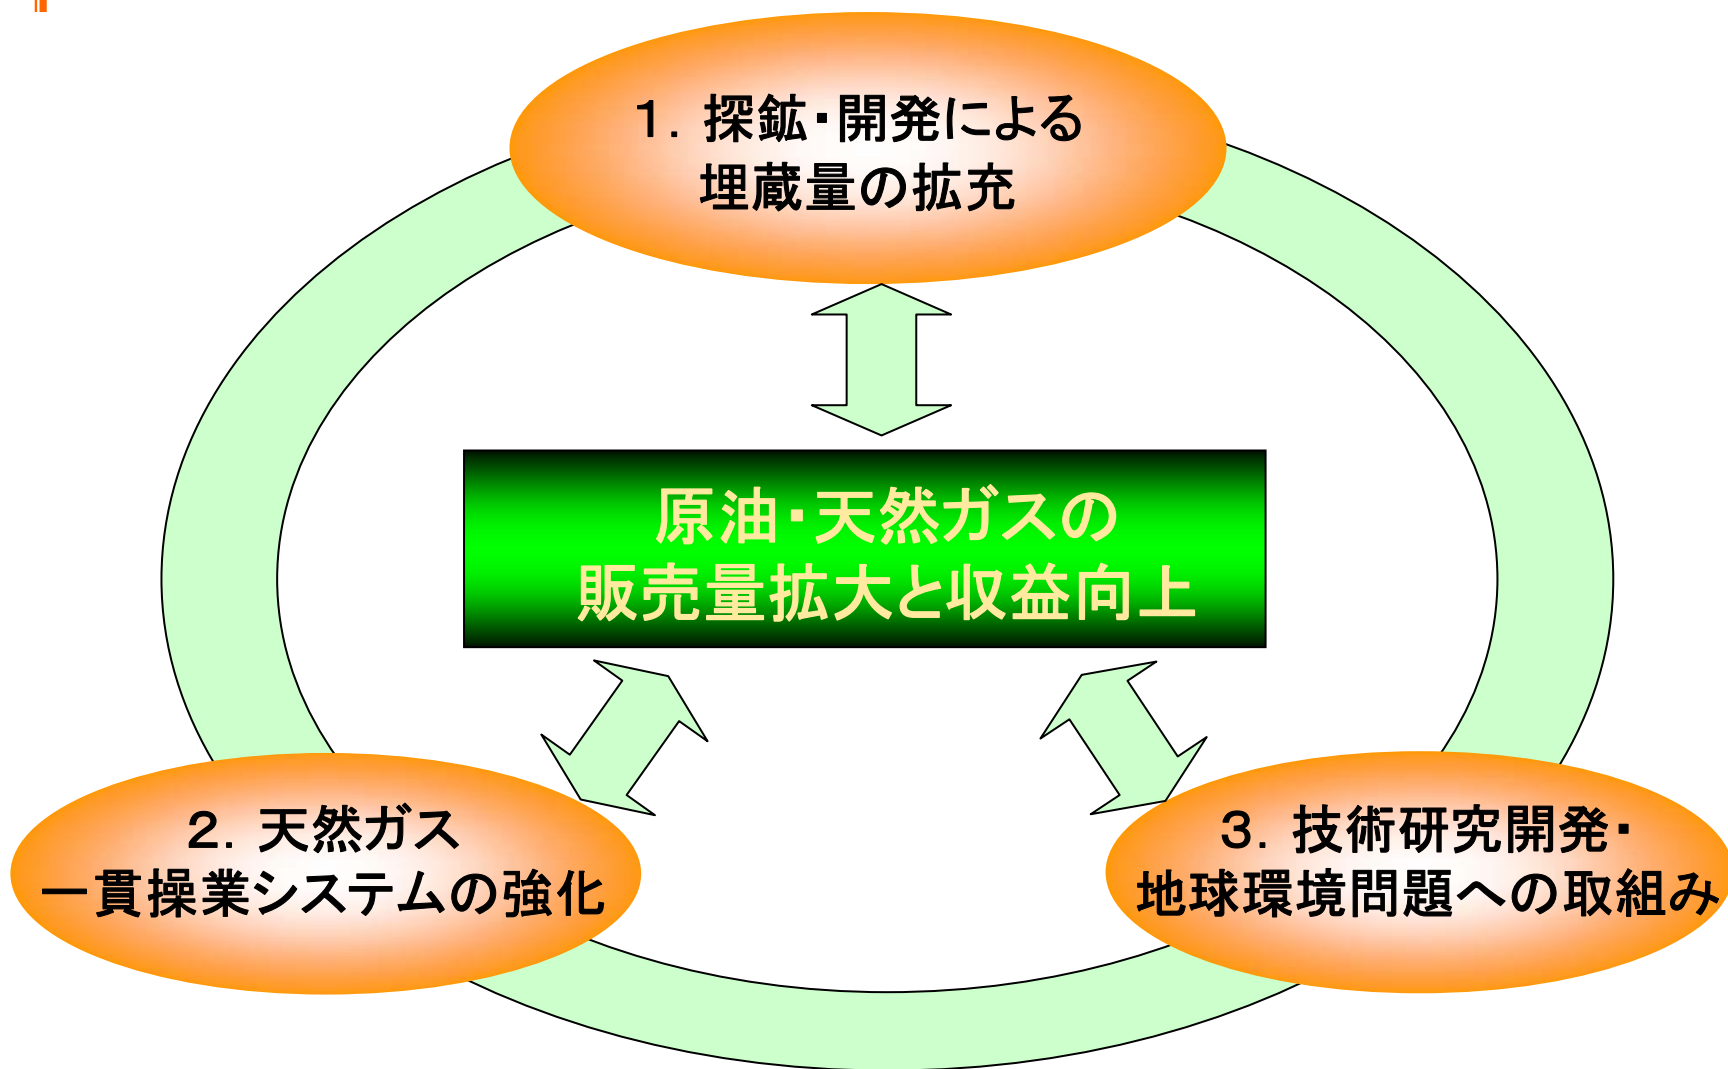 1. 探鉱・開発による
埋蔵量の拡充
原油・天然ガスの
販売量拡大と収益向上
2. 天然ガス
一貫操業システムの強化
3. 技術研究開発・
地球環境問題への取組み